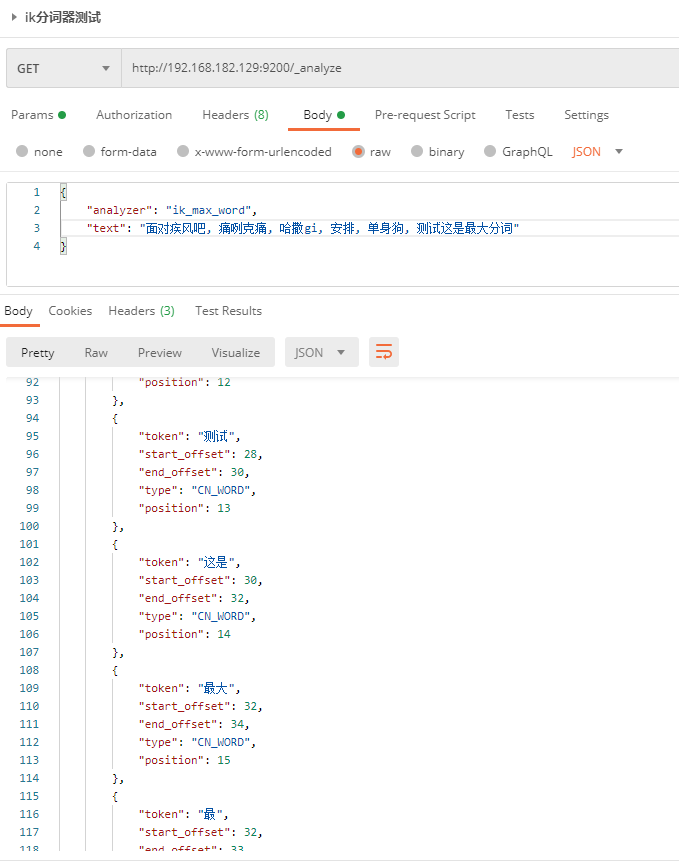 ik分词器测试
GET http://192.168.182.129:9200/_analyze
Params Authorization Headers (8) Body Pre-request Script Tests Settings
none form-data x-www-form-urlencoded raw binary GraphQL JSON
1 {
2 "analyzer": "ik_max_word",
3 "text": "面对疾风吧, 痛咧克痛, 哈撒gi, 安排, 单身狗, 测试这是最大分词"
4 }
Body Cookies Headers (3) Test Results
Pretty Raw Preview Visualize JSON
92 "position": 12
93 },
94 {
95 "token": "测试",
96 "start_offset": 28,
97 "end_offset": 30,
98 "type": "CN_WORD",
99 "position": 13
100 },
101 {
102 "token": "这是",
103 "start_offset": 30,
104 "end_offset": 32,
105 "type": "CN_WORD",
106 "position": 14
107 },
108 {
109 "token": "最大",
110 "start_offset": 32,
111 "end_offset": 34,
112 "type": "CN_WORD",
113 "position": 15
114 },
115 {
116 "token": "最",
117 "start_offset": 32,
118 "end_offset": 33